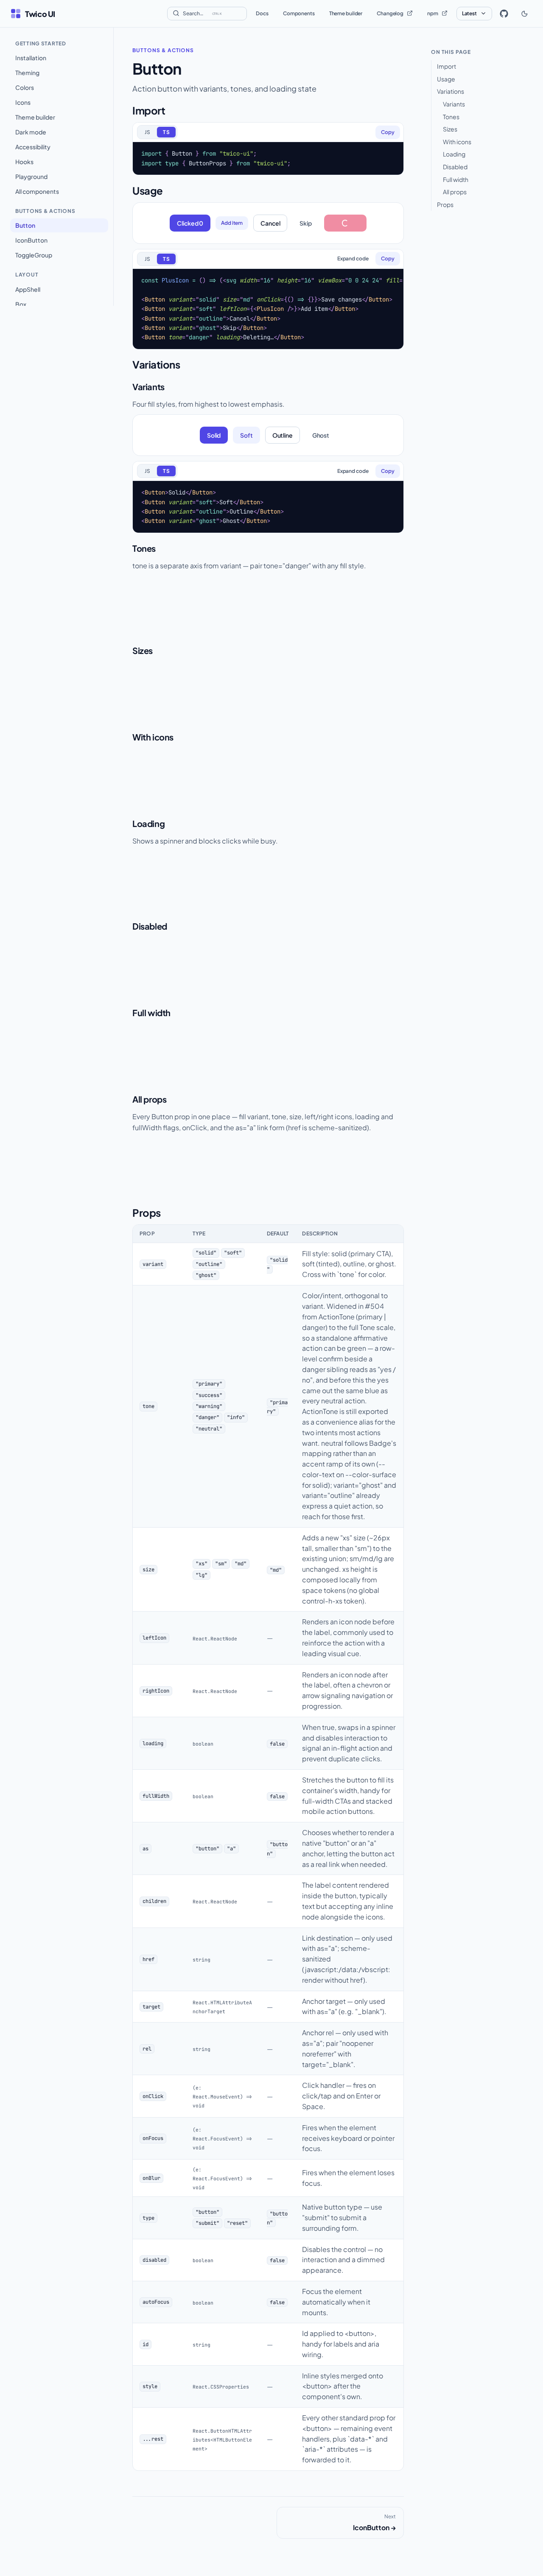 Twico UI
Search... Ctrl+K
Docs
Components
Theme builder
Changelog
npm
Latest
GETTING STARTED
Installation
Theming
Colors
Icons
Theme builder
Dark mode
Accessibility
Hooks
Playground
All components
BUTTONS & ACTIONS
Button
IconButton
ToggleGroup
LAYOUT
AppShell
Box
BUTTONS & ACTIONS
Button
Action button with variants, tones, and loading state
Import
JS TS Copy
import { Button } from "twico-ui";
import type { ButtonProps } from "twico-ui";
Usage
Clicked 0 Add item Cancel Skip
JS TS Expand code Copy
const PlusIcon = () => (<svg width="16" height="16" viewBox="0 0 24 24" fill=
<Button variant="solid" size="md" onClick={() => {}}>Save changes</Button>
<Button variant="soft" leftIcon={<PlusIcon />}>Add item</Button>
<Button variant="outline">Cancel</Button>
<Button variant="ghost">Skip</Button>
<Button tone="danger" loading>Deleting…</Button>
Variations
Variants
Four fill styles, from highest to lowest emphasis.
Solid Soft Outline Ghost
JS TS Expand code Copy
<Button>Solid</Button>
<Button variant="soft">Soft</Button>
<Button variant="outline">Outline</Button>
<Button variant="ghost">Ghost</Button>
Tones
tone is a separate axis from variant — pair tone="danger" with any fill style.
Sizes
With icons
Loading
Shows a spinner and blocks clicks while busy.
Disabled
Full width
All props
Every Button prop in one place — fill variant, tone, size, left/right icons, loading and
fullWidth flags, onClick, and the as="a" link form (href is scheme-sanitized).
Props
PROP TYPE DEFAULT DESCRIPTION
variant
"solid" "soft"
"outline"
"ghost"
"solid
"
Fill style: solid (primary CTA),
soft (tinted), outline, or ghost.
Cross with `tone` for color.
tone
"primary"
"success"
"warning"
"danger" "info"
"neutral"
"prima
ry"
Color/intent, orthogonal to
variant. Widened in #504
from ActionTone (primary |
danger) to the full Tone scale,
so a standalone affirmative
action can be green — a row-
level confirm beside a
danger sibling reads as "yes /
no", and before this the yes
came out the same blue as
every neutral action.
ActionTone is still exported
as a convenience alias for the
two intents most actions
want. neutral follows Badge's
mapping rather than an
accent ramp of its own (--
color-text on --color-surface
for solid); variant="ghost" and
variant="outline" already
express a quiet action, so
reach for those first.
size
"xs" "sm" "md"
"lg"
"md"
Adds a new "xs" size (~26px
tall, smaller than "sm") to the
existing union; sm/md/lg are
unchanged. xs height is
composed locally from
space tokens (no global
control-h-xs token).
leftIcon
React.ReactNode
—
Renders an icon node before
the label, commonly used to
reinforce the action with a
leading visual cue.
rightIcon
React.ReactNode
—
Renders an icon node after
the label, often a chevron or
arrow signaling navigation or
progression.
loading
boolean
false
When true, swaps in a spinner
and disables interaction to
signal an in-flight action and
prevent duplicate clicks.
fullWidth
boolean
false
Stretches the button to fill its
container's width, handy for
full-width CTAs and stacked
mobile action buttons.
as
"button" "a"
"butto
n"
Chooses whether to render a
native "button" or an "a"
anchor, letting the button act
as a real link when needed.
children
React.ReactNode
—
The label content rendered
inside the button, typically
text but accepting any inline
node alongside the icons.
href
string
—
Link destination — only used
with as="a"; scheme-
sanitized
(javascript:/data:/vbscript:
render without href).
target
React.HTMLAttributeA
nchorTarget
—
Anchor target — only used
with as="a" (e.g. "_blank").
rel
string
—
Anchor rel — only used with
as="a"; pair "noopener
noreferrer" with
target="_blank".
onClick
(e:
React.MouseEvent) =>
void
—
Click handler — fires on
click/tap and on Enter or
Space.
onFocus
(e:
React.FocusEvent) =>
void
—
Fires when the element
receives keyboard or pointer
focus.
onBlur
(e:
React.FocusEvent) =>
void
—
Fires when the element loses
focus.
type
"button"
"submit" "reset"
"butto
n"
Native button type — use
"submit" to submit a
surrounding form.
disabled
boolean
false
Disables the control — no
interaction and a dimmed
appearance.
autoFocus
boolean
false
Focus the element
automatically when it
mounts.
id
string
—
Id applied to <button>,
handy for labels and aria
wiring.
style
React.CSSProperties
—
Inline styles merged onto
<button> after the
component's own.
...rest
React.ButtonHTMLAttr
ibutes<HTMLButtonEle
ment>
—
Every other standard prop for
<button> — remaining event
handlers, plus `data-*` and
`aria-*` attributes — is
forwarded to it.
Next
IconButton →
ON THIS PAGE
Import
Usage
Variations
Variants
Tones
Sizes
With icons
Loading
Disabled
Full width
All props
Props